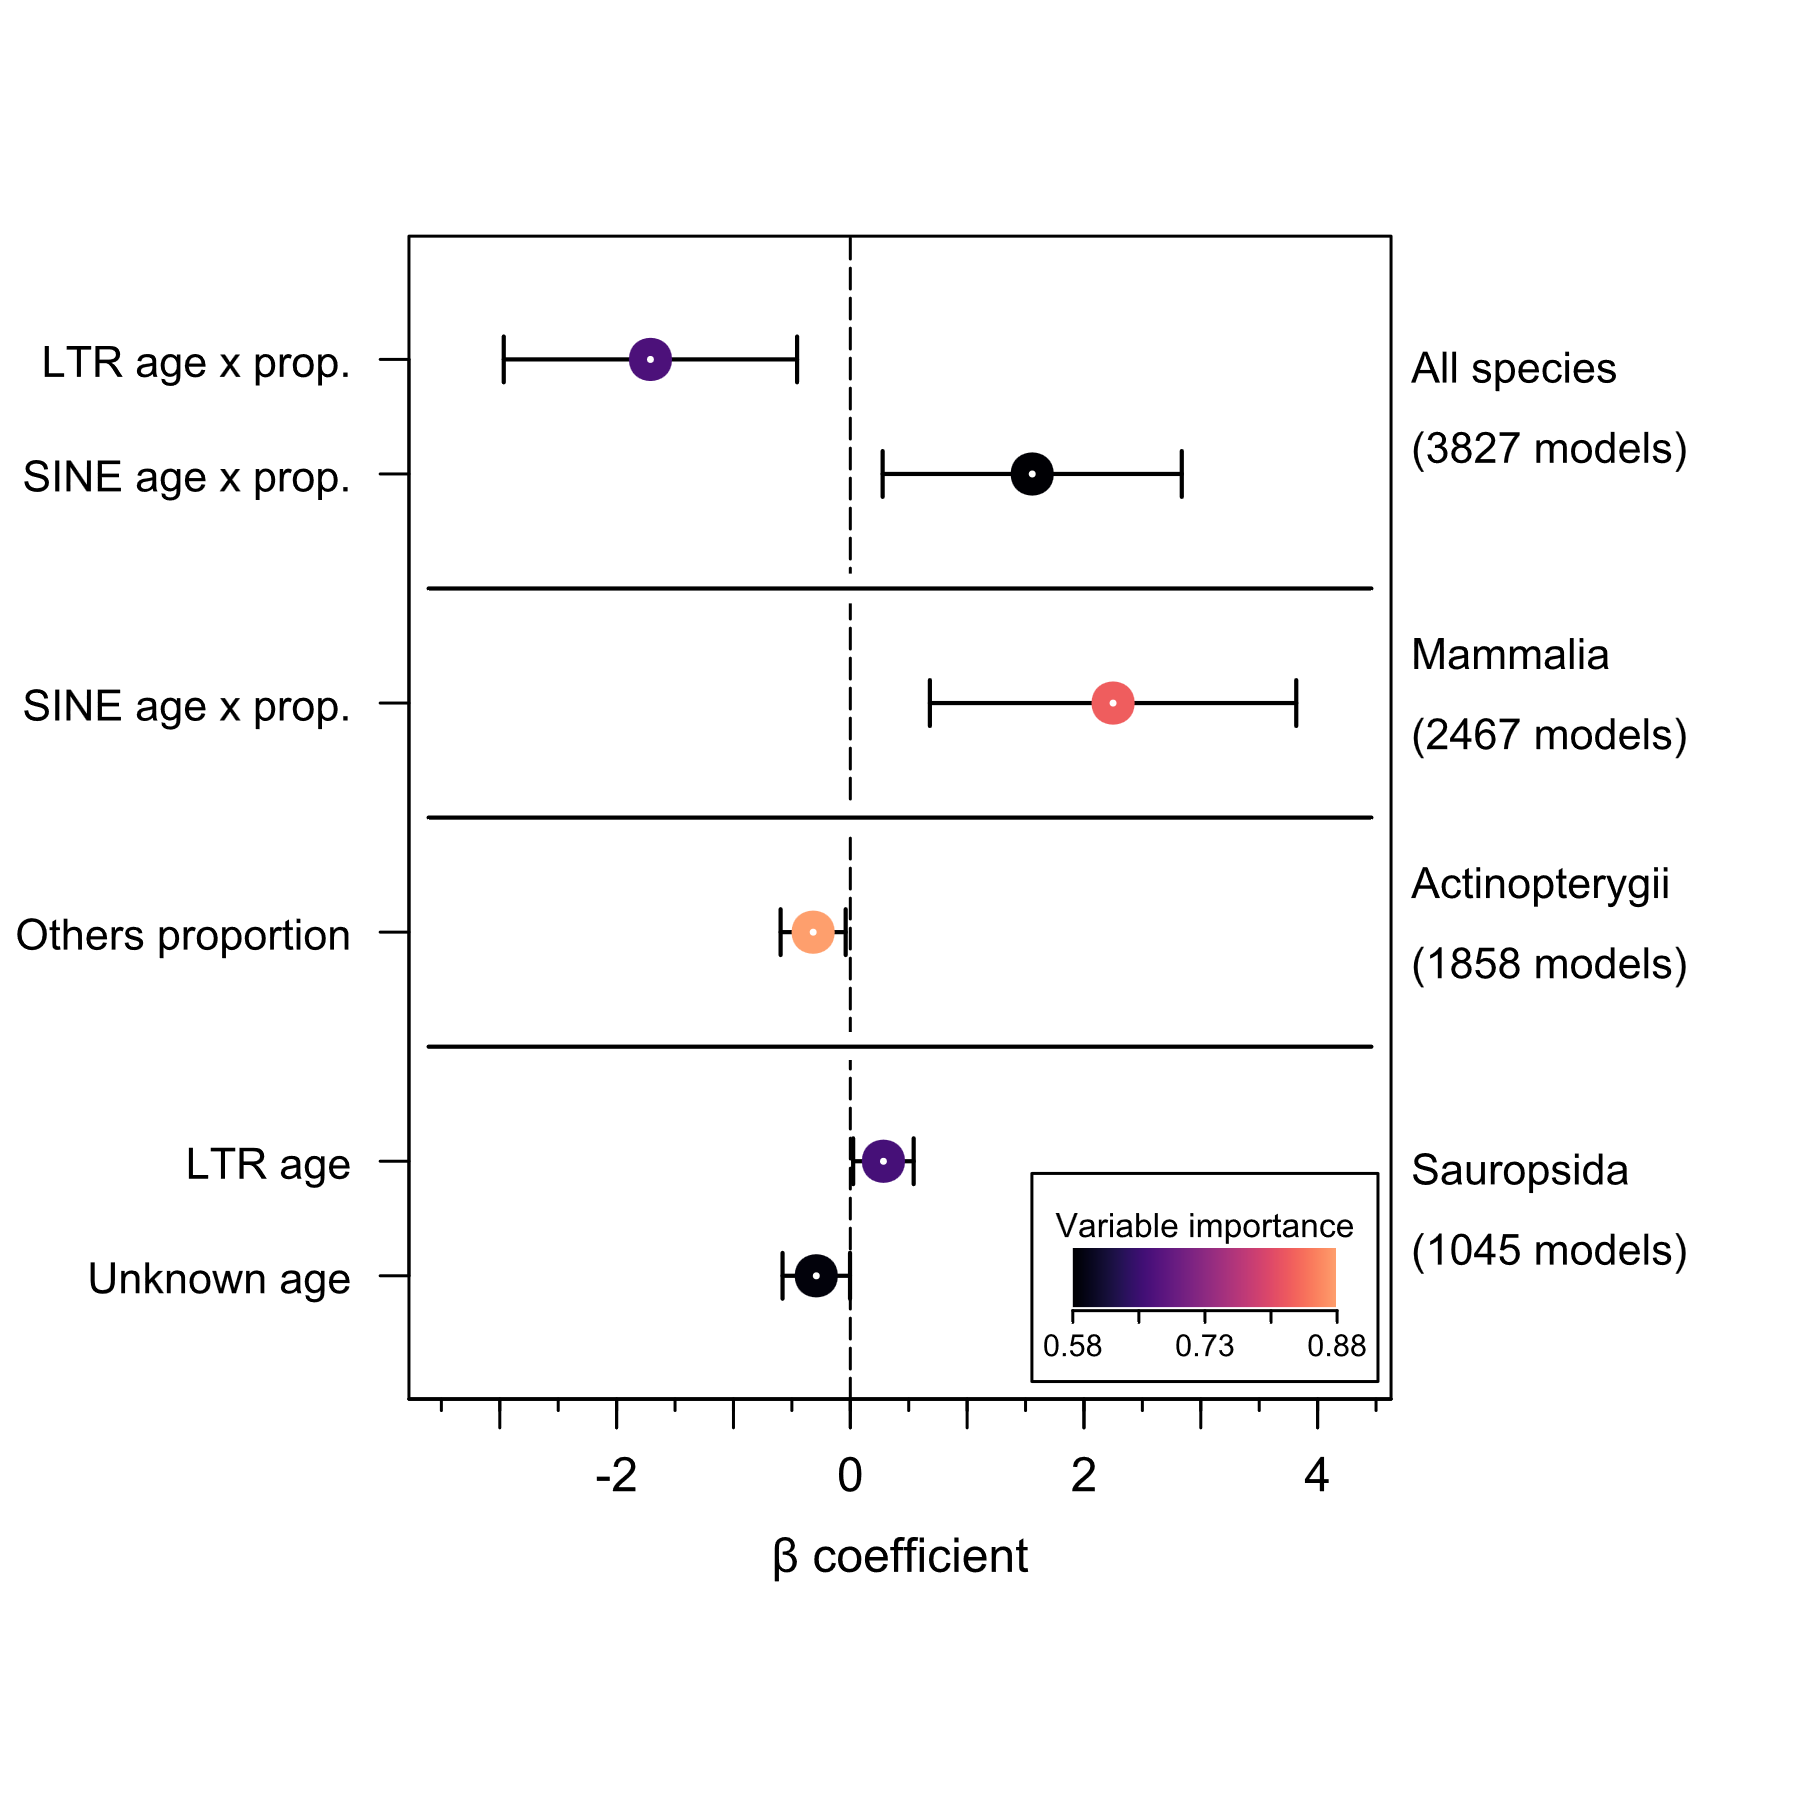 LTR age x prop.
SINE age x prop.
All species
(3827 models)
SINE age x prop.
Mammalia
(2467 models)
Others proportion
Actinopterygii
(1858 models)
LTR age
Unknown age
Sauropsida
(1045 models)
Variable importance
0.58 0.73 0.88
-2 0 2 4
β coefficient